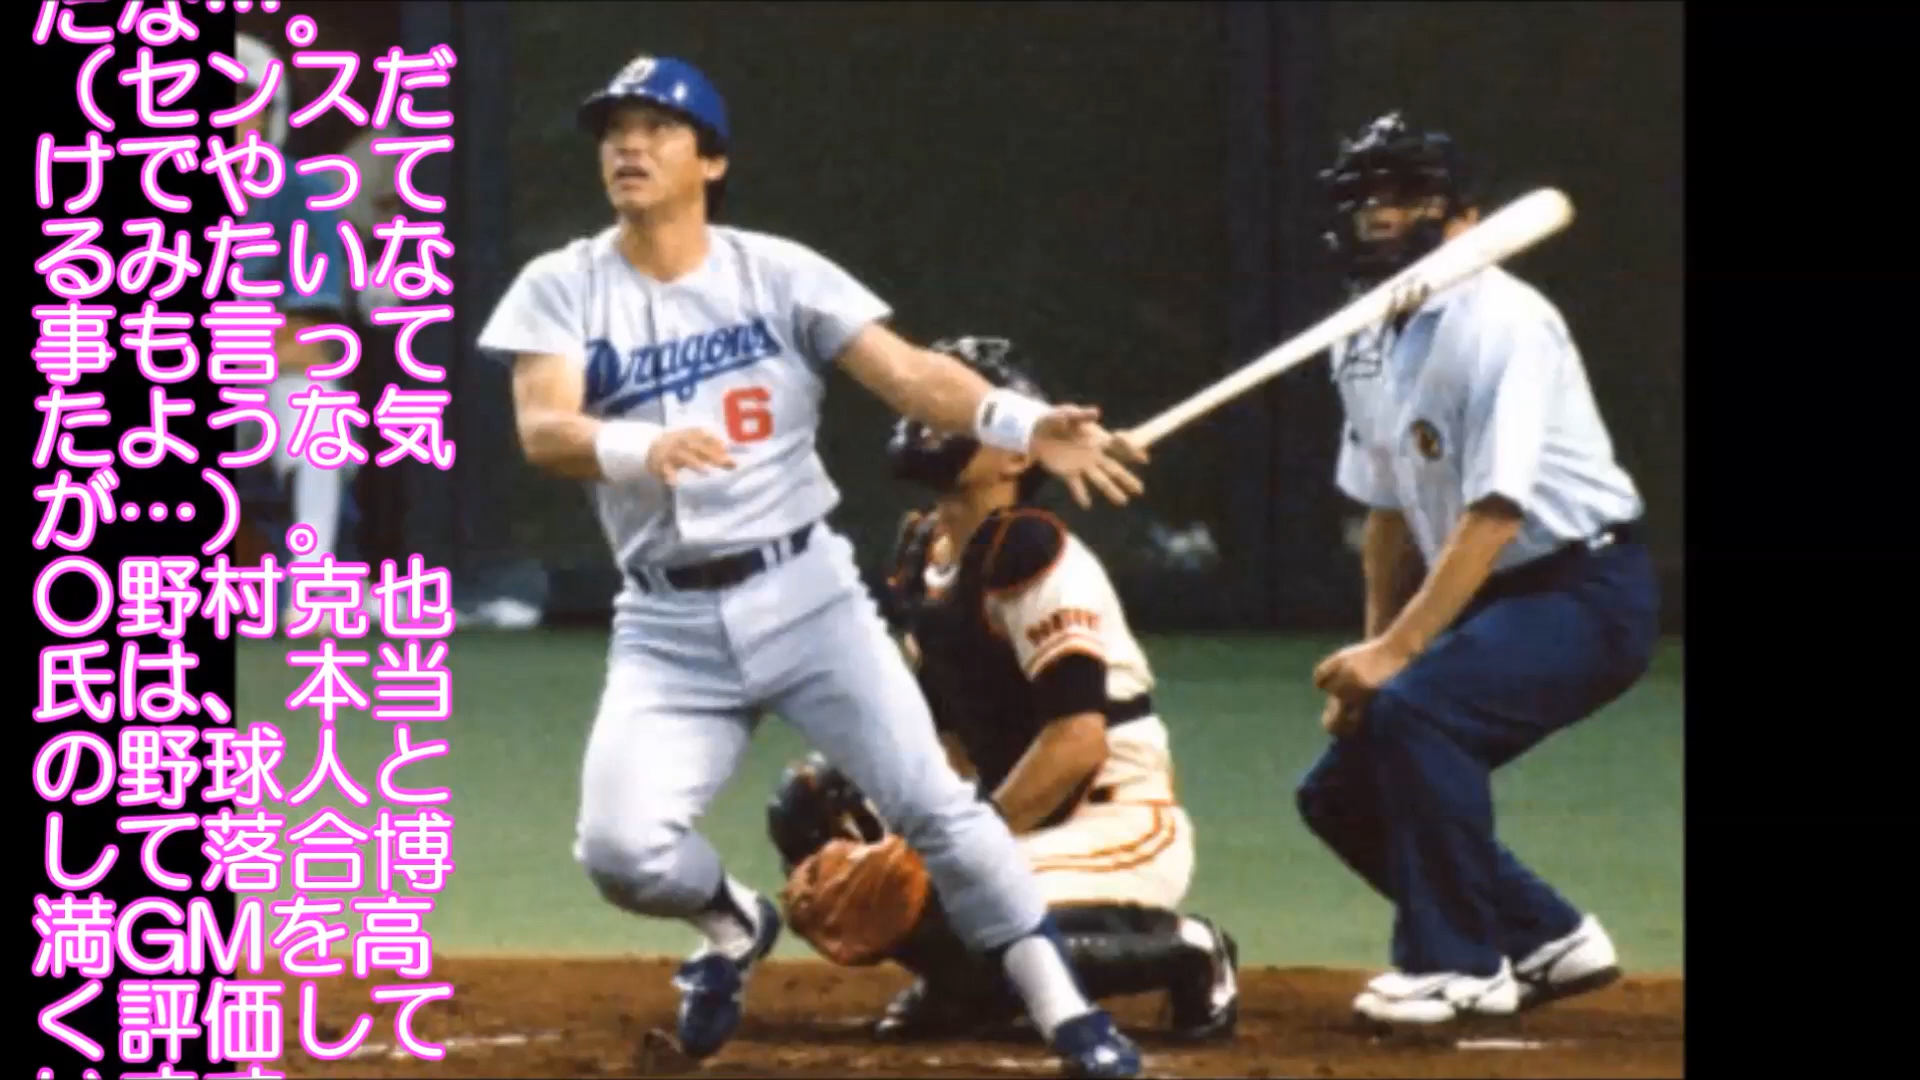 だな…。
（センスだ
けでやって
るみたいな
事も言って
たような気
が…）。
〇野村克也
氏は、本当
の野球人と
して落合博
満GMを高
く評価して
Dragons
6